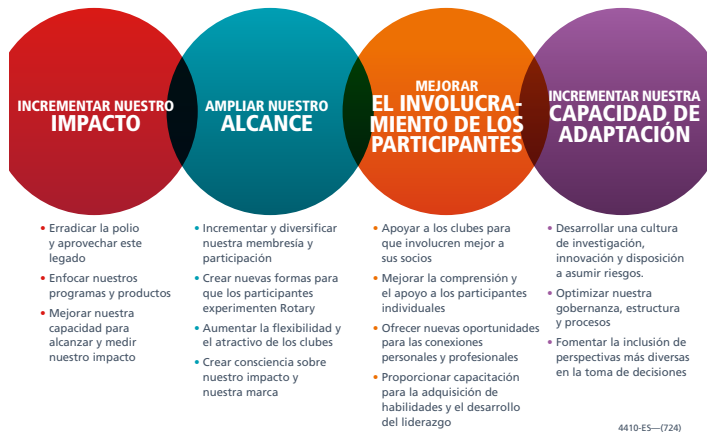 INCREMENTAR NUESTRO
IMPACTO
AMPLIAR NUESTRO
ALCANCE
MEJORAR
EL INVOLUCRA-
MIENTO DE LOS
PARTICIPANTES
INCREMENTAR NUESTRA
CAPACIDAD DE
ADAPTACIÓN
• Erradicar la polio
y aprovechar este
legado
• Enfocar nuestros
programas y productos
• Mejorar nuestra
capacidad para
alcanzar y medir
nuestro impacto
• Incrementar y diversificar
nuestra membresía y
participación
• Crear nuevas formas para
que los participantes
experimenten Rotary
• Aumentar la flexibilidad y
el atractivo de los clubes
• Crear consciencia sobre
nuestro impacto y
nuestra marca
• Apoyar a los clubes para
que involucren mejor a
sus socios
• Mejorar la comprensión y
el apoyo a los participantes
individuales
• Ofrecer nuevas oportunidades
para las conexiones
personales y profesionales
• Proporcionar capacitación
para la adquisición de
habilidades y el desarrollo
del liderazgo
• Desarrollar una cultura
de investigación,
innovación y disposición
a asumir riesgos.
• Optimizar nuestra
gobernanza, estructura
y procesos
• Fomentar la inclusión de
perspectivas más diversas
en la toma de decisiones
4410-ES—(724)